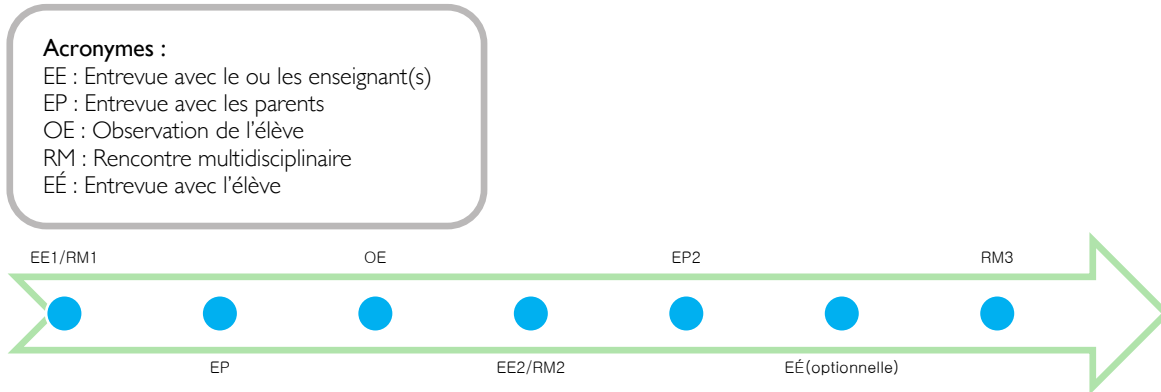 Acronymes :
EE : Entrevue avec le ou les enseignant(s)
EP : Entrevue avec les parents
OE : Observation de l'élève
RM : Rencontre multidisciplinaire
EÉ : Entrevue avec l'élève
EE1/RM1
OE
EP2
RM3
EP
EE2/RM2
EÉ(optionnelle)